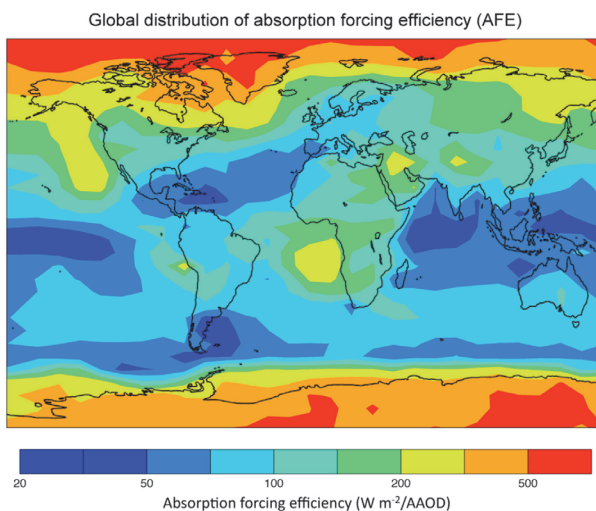 Global distribution of absorption forcing efficiency (AFE)
20 50 100 200 500
Absorption forcing efficiency (W m⁻²/AAOD)